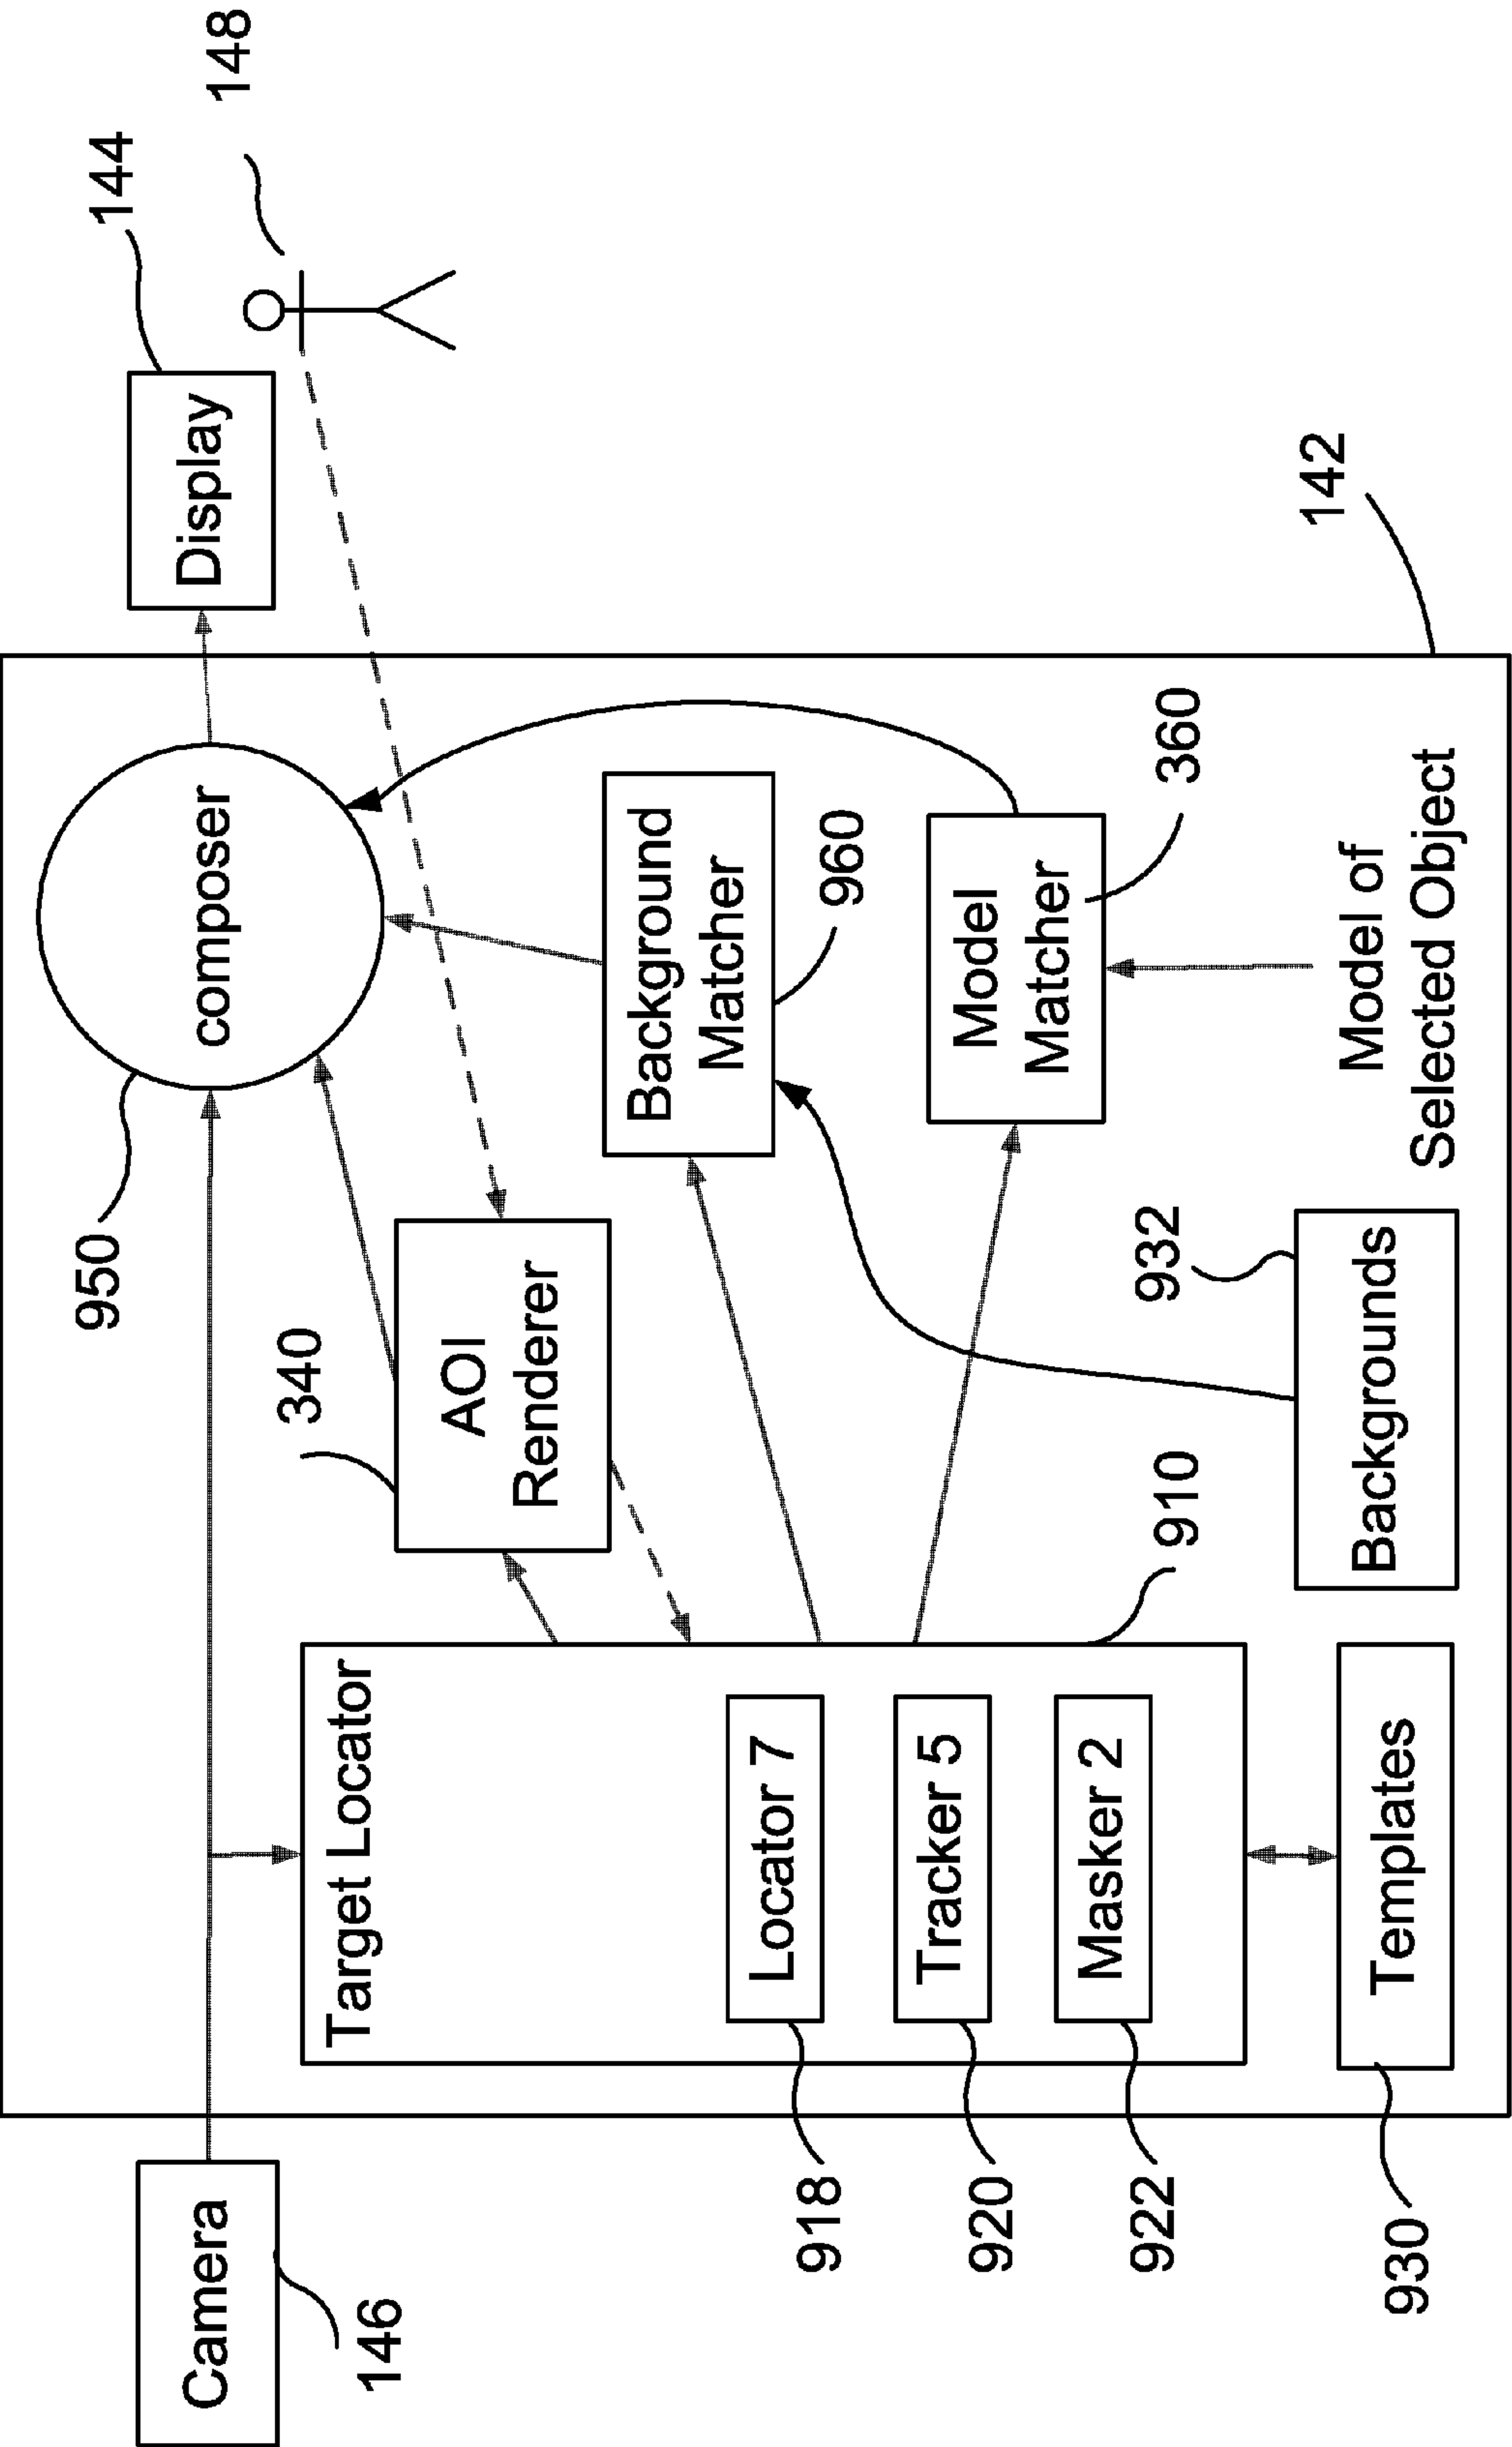 Camera
146
Display
144
148
142
composer
950
340
AOI
Renderer
Background
Matcher
960
Model
Matcher
360
Model of
Selected Object
932
Backgrounds
910
Target Locator
Locator 7
918
Tracker 5
920
Masker 2
922
Templates
930